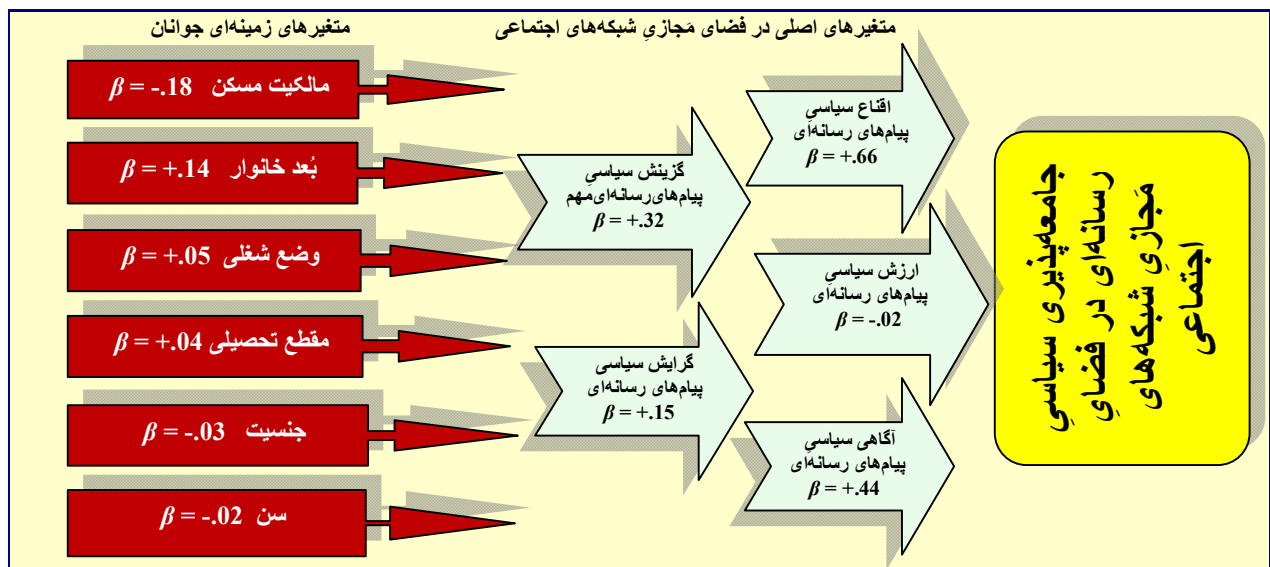 متغیرهای زمینه‌ای جوانان
متغیرهای اصلی در فضای مَجازیِ شبکه‌های اجتماعی
مالکیت مسکن β = -.18
بُعد خانوار β = +.14
وضع شغلی β = +.05
مقطع تحصیلی β = +.04
جنسیت β = -.03
سن β = -.02
گزینش سیاسیِ
پیام‌های رسانه‌ای مهم
β = +.32
گرایش سیاسی
پیام‌های رسانه‌ای
β = +.15
اقناع سیاسیِ
پیام‌های رسانه‌ای
β = +.66
ارزش سیاسیِ
پیام‌های رسانه‌ای
β = -.02
آگاهی سیاسیِ
پیام‌های رسانه‌ای
β = +.44
جامعه‌پذیری سیاسیِ
رسانه‌ای در فضایِ
مَجازیِ شبکه‌های
اجتماعی